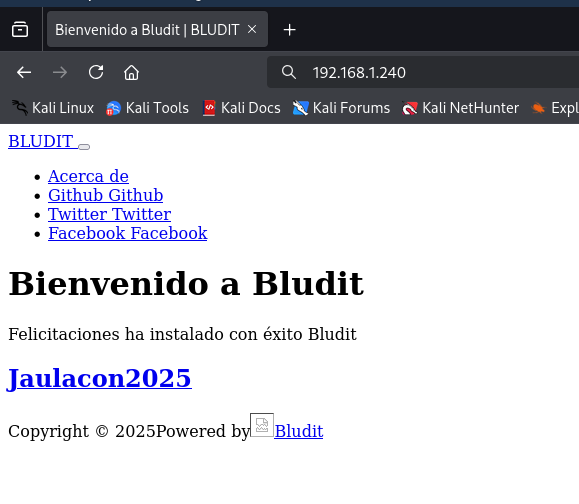 Bienvenido a Bludit | BLUDIT
192.168.1.240
Kali Linux Kali Tools Kali Docs Kali Forums Kali NetHunter
BLUDIT
Acerca de
Github Github
Twitter Twitter
Facebook Facebook
Bienvenido a Bludit
Felicitaciones ha instalado con éxito Bludit
Jaulacon2025
Copyright © 2025Powered by Bludit